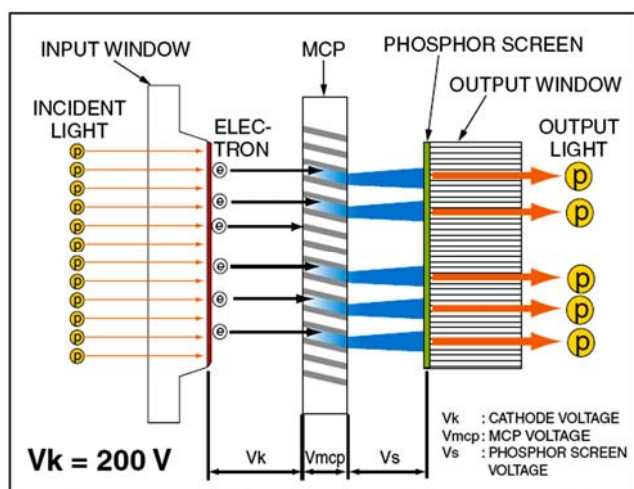 INPUT WINDOW
MCP
PHOSPHOR SCREEN
OUTPUT WINDOW
INCIDENT
LIGHT
ELEC-
TRON
OUTPUT
LIGHT
p
p
p
p
p
p
p
p
p
p
p
p
e
e
e
e
e
e
p
p
p
p
p
Vk
Vmcp
Vs
Vk = 200 V
Vk : CATHODE VOLTAGE
Vmcp : MCP VOLTAGE
Vs : PHOSPHOR SCREEN
VOLTAGE